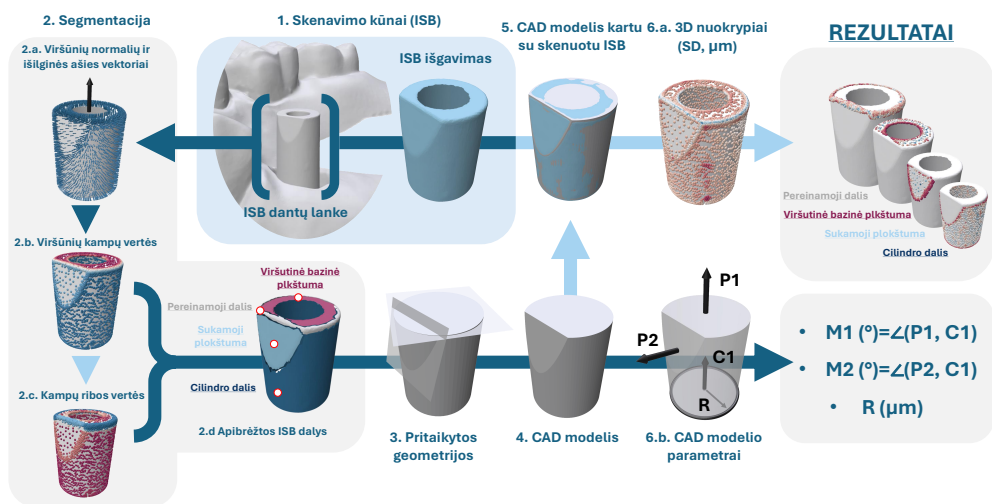 2. Segmentacija
2.a. Viršūnių normalių ir
išilginės ašies vektoriai
2.b. Viršūnių kampų vertės
2.c. Kampų ribos vertės
Viršutinė bazinė
plkštuma
Pereinamoji dalis
Sukamoji
plokštuma
Cilindro dalis
2.d Apibrėžtos ISB dalys
1. Skenavimo kūnai (ISB)
ISB išgavimas
ISB dantų lanke
3. Pritaikytos
geometrijos
4. CAD modelis
5. CAD modelis kartu
su skenuotu ISB
6.a. 3D nuokrypiai
(SD, µm)
P1
P2
C1
R
6.b. CAD modelio
parametrai
REZULTATAI
Pereinamoji dalis
Viršutinė bazinė plkštuma
Sukamoji plokštuma
Cilindro dalis
• M1 (°)=∠(P1, C1)
• M2 (°)=∠(P2, C1)
• R (µm)